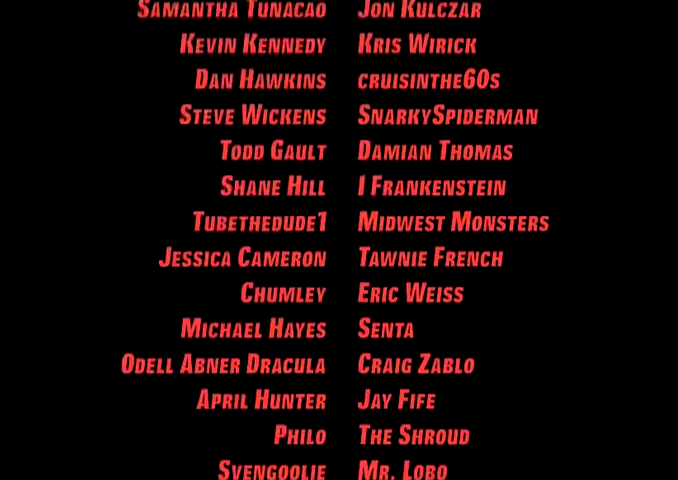 Samantha Tunacao Jon Kulczar
Kevin Kennedy Kris Wirick
Dan Hawkins cruisinthe60s
Steve Wickens SnarkySpiderman
Todd Gault Damian Thomas
Shane Hill I Frankenstein
Tubethedude1 Midwest Monsters
Jessica Cameron Tawnie French
Chumley Eric Weiss
Michael Hayes Senta
Odell Abner Dracula Craig Zablo
April Hunter Jay Fife
Philo The Shroud
Svengoolie Mr. Lobo